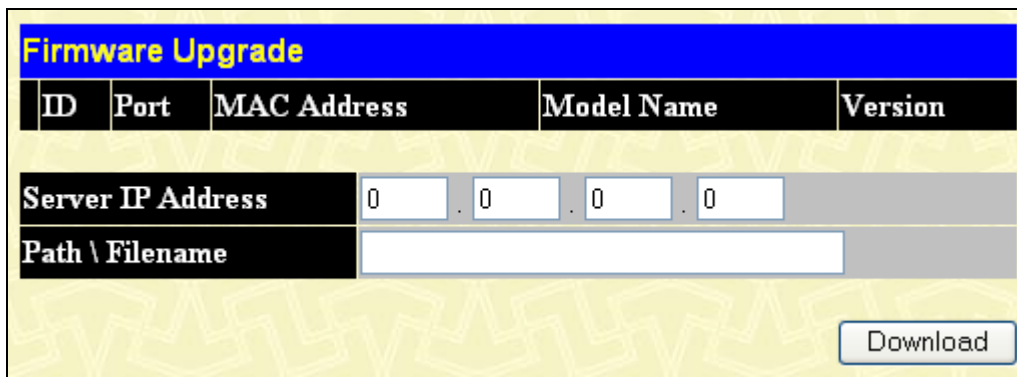 Firmware Upgrade
ID Port MAC Address Model Name Version
Server IP Address 0 . 0 . 0 . 0
Path \ Filename
Download